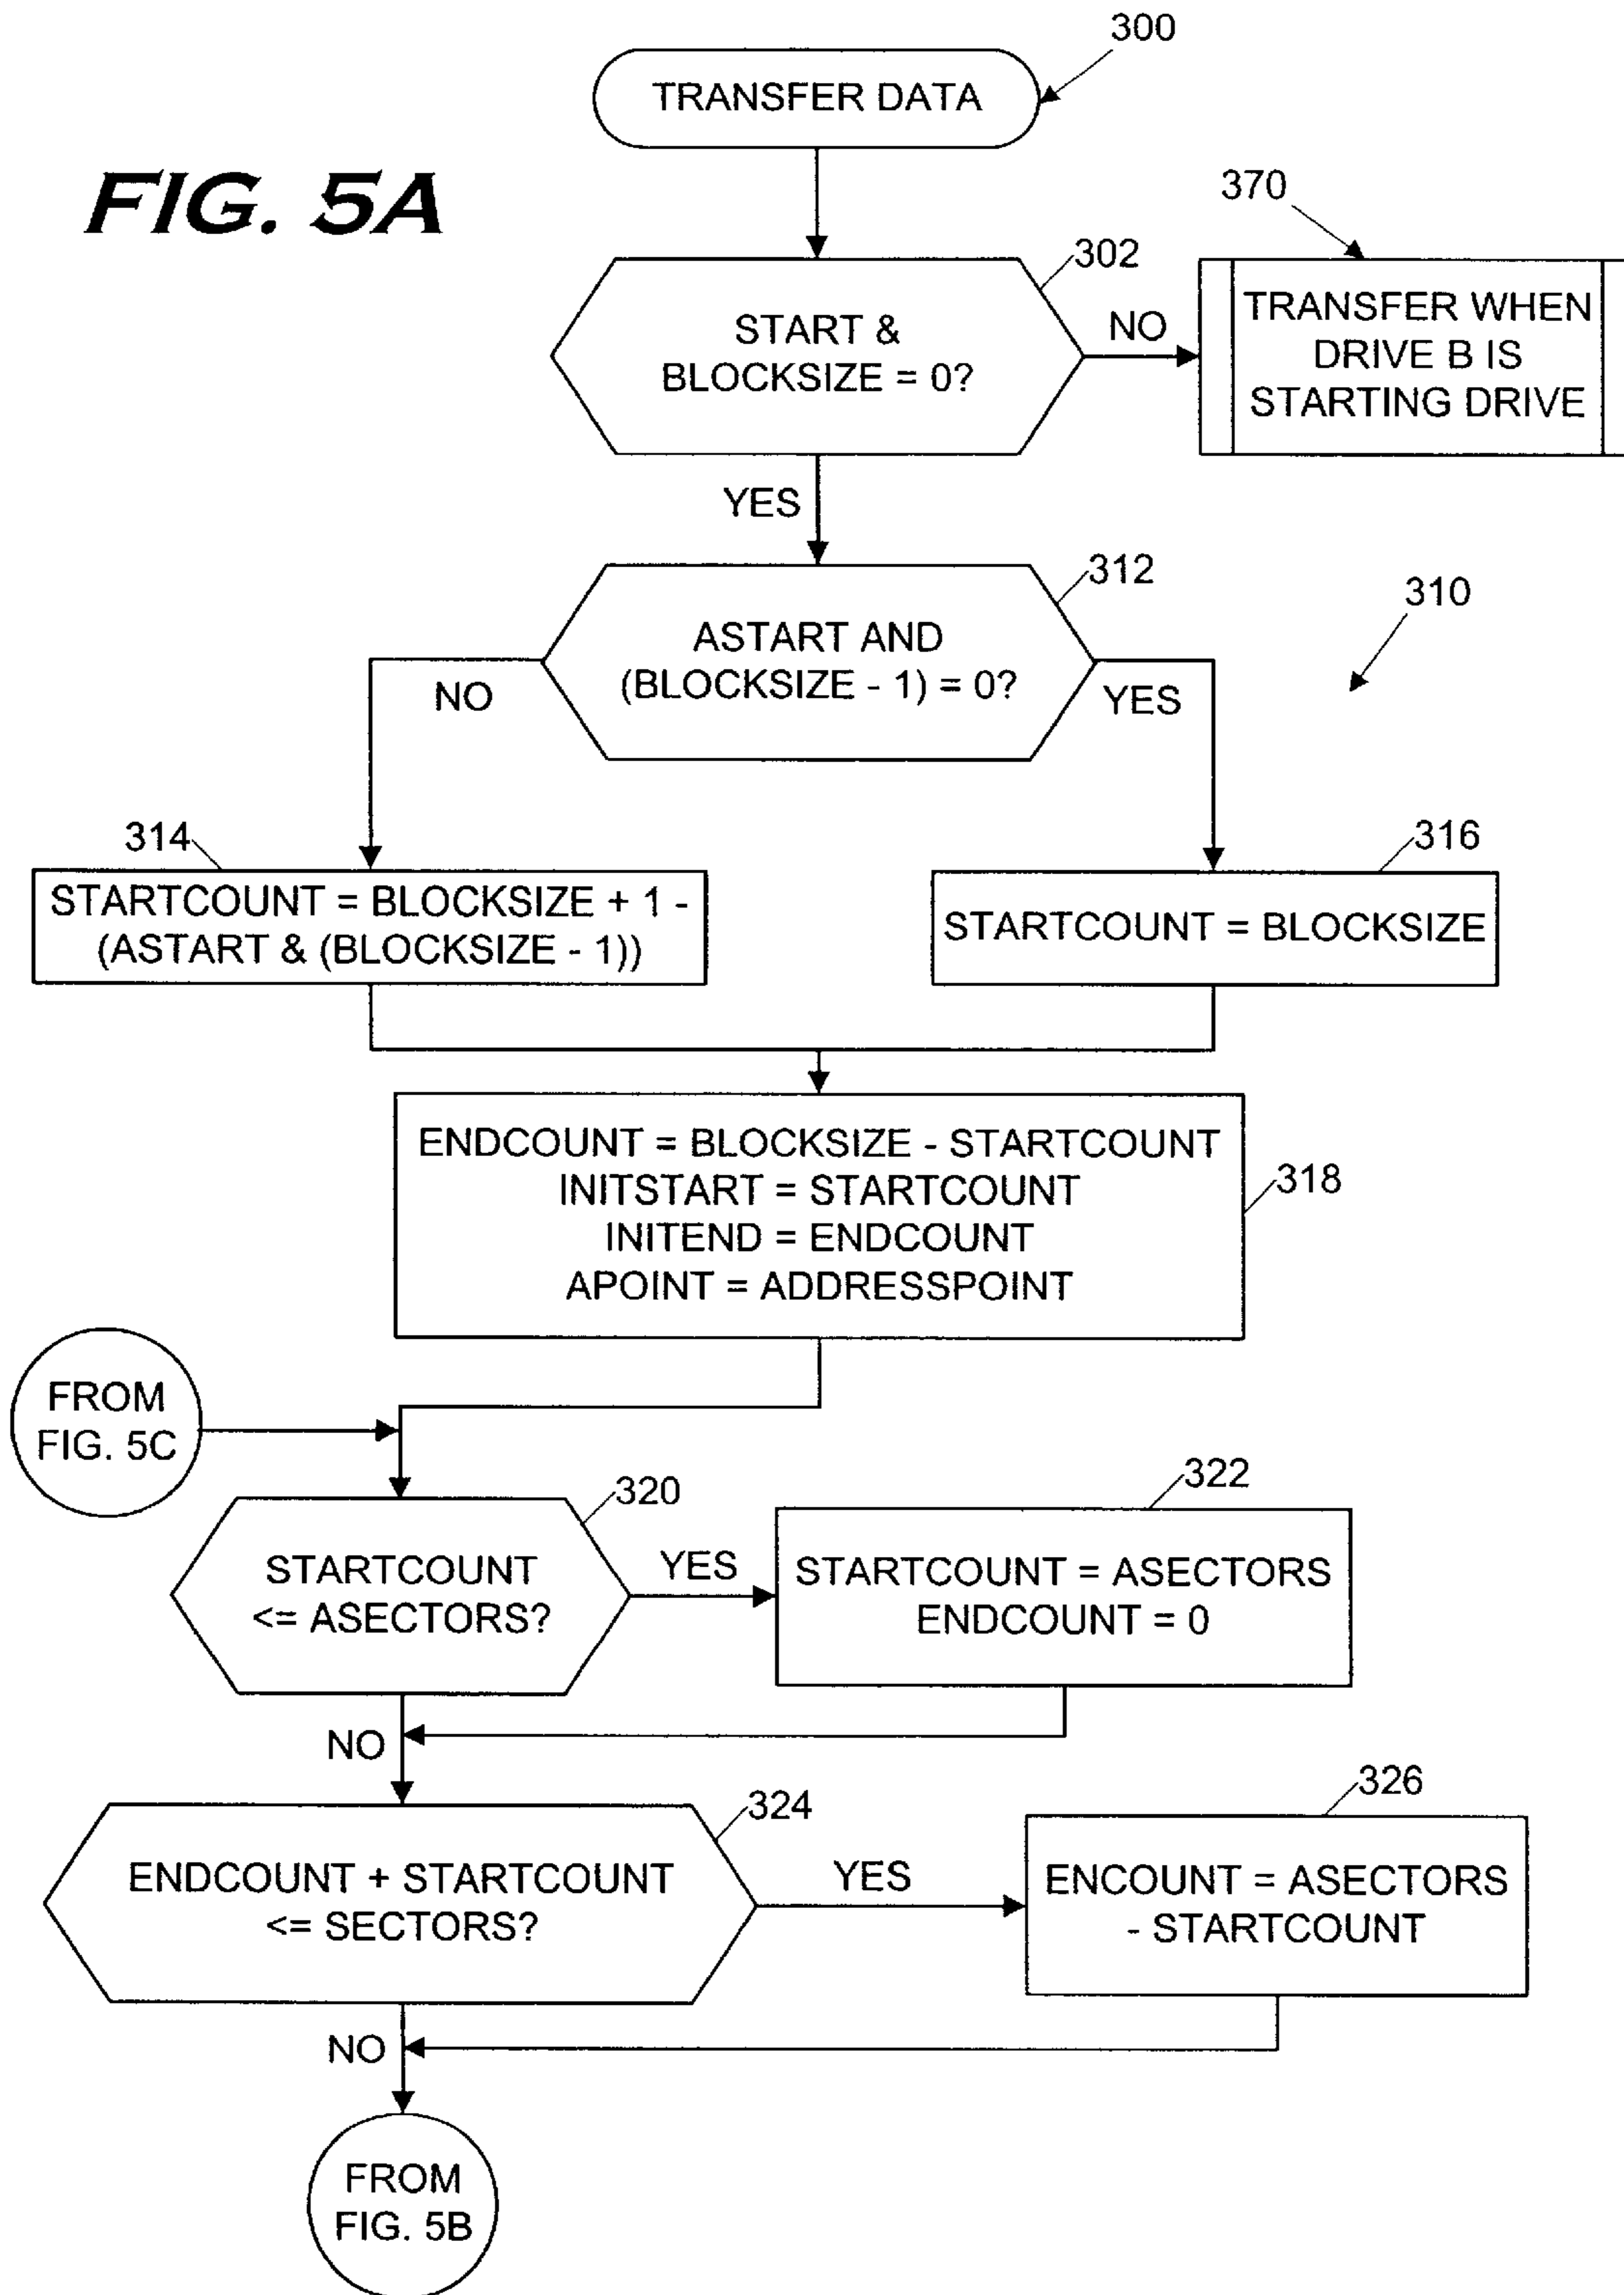 300
TRANSFER DATA
FIG. 5A
370
302
START &
BLOCKSIZE = 0?
NO
TRANSFER WHEN
DRIVE B IS
STARTING DRIVE
YES
312
310
ASTART AND
(BLOCKSIZE - 1) = 0?
NO
YES
314
316
STARTCOUNT = BLOCKSIZE + 1 -
(ASTART & (BLOCKSIZE - 1))
STARTCOUNT = BLOCKSIZE
ENDCOUNT = BLOCKSIZE - STARTCOUNT
INITSTART = STARTCOUNT
INITEND = ENDCOUNT
APOINT = ADDRESSPOINT
318
FROM
FIG. 5C
320
322
STARTCOUNT
<= ASECTORS?
YES
STARTCOUNT = ASECTORS
ENDCOUNT = 0
NO
324
326
ENDCOUNT + STARTCOUNT
<= SECTORS?
YES
ENCOUNT = ASECTORS
- STARTCOUNT
NO
FROM
FIG. 5B